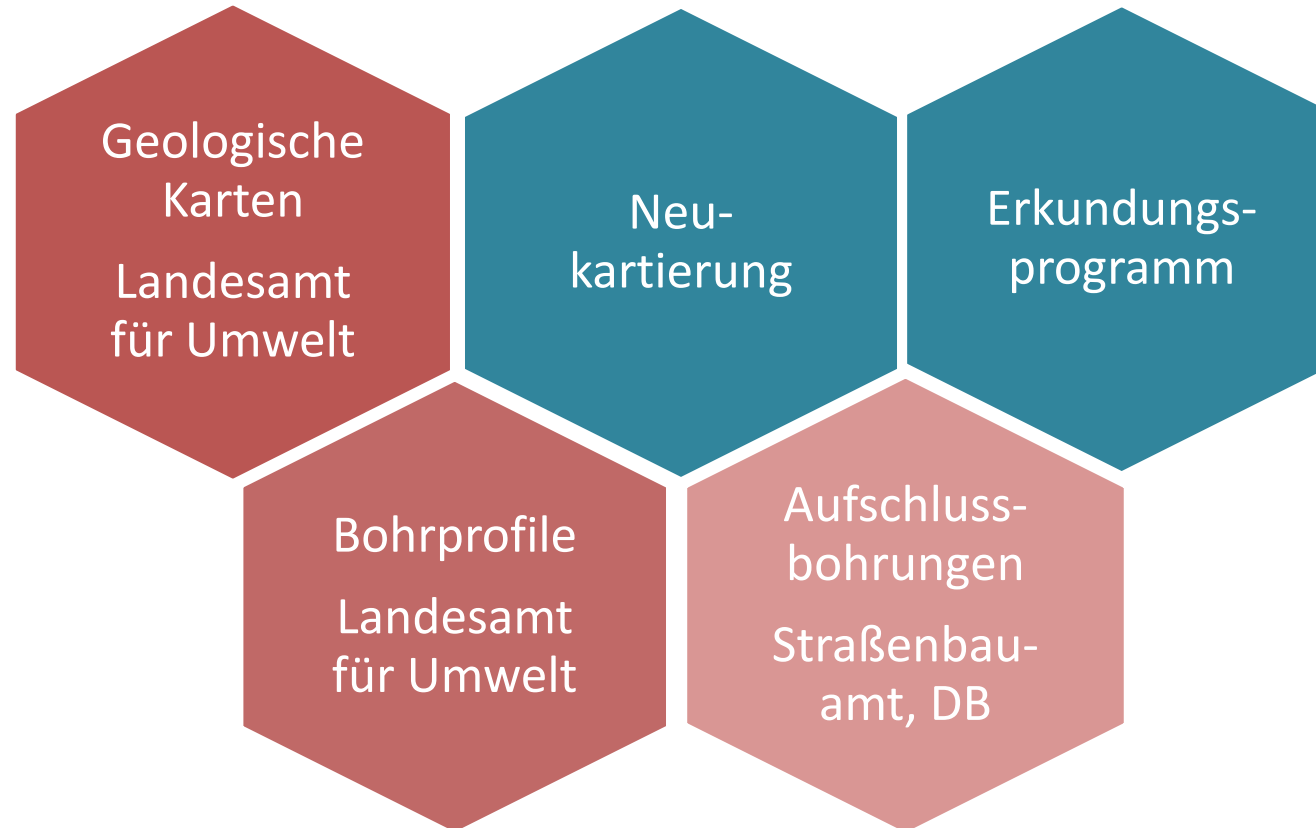 Geologische
Karten
Landesamt
für Umwelt
Neu-
kartierung
Erkundungs-
programm
Bohrprofile
Landesamt
für Umwelt
Aufschluss-
bohrungen
Straßenbau-
amt, DB